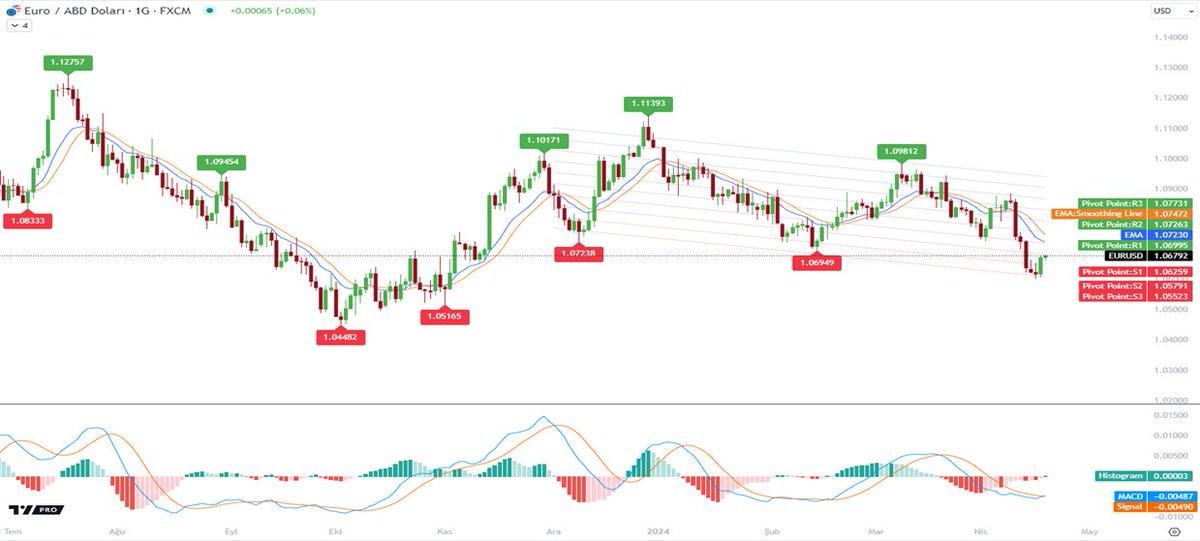 Euro / ABD Doları · 1G · FXCM
+0.00065 (+0.06%)
4
USD
1.14000
1.13000
1.12000
1.11000
1.10000
1.09000
1.05000
1.04000
1.03000
1.02000
1.12757
1.08333
1.09454
1.04482
1.05165
1.10171
1.07238
1.11393
1.06949
1.09812
Pivot Point:R3 1.07731
EMA:Smoothing Line 1.07472
Pivot Point:R2 1.07263
EMA 1.07230
Pivot Point:R1 1.06995
EURUSD 1.06792
Pivot Point:S1 1.06259
Pivot Point:S2 1.05791
Pivot Point:S3 1.05523
0.01500
0.01000
0.00500
Histogram 0.00003
MACD −0.00487
Signal −0.00490
−0.01000
PRO
Tem Ağu Eyl Eki Kas Ara 2024 Şub Mar Nis May